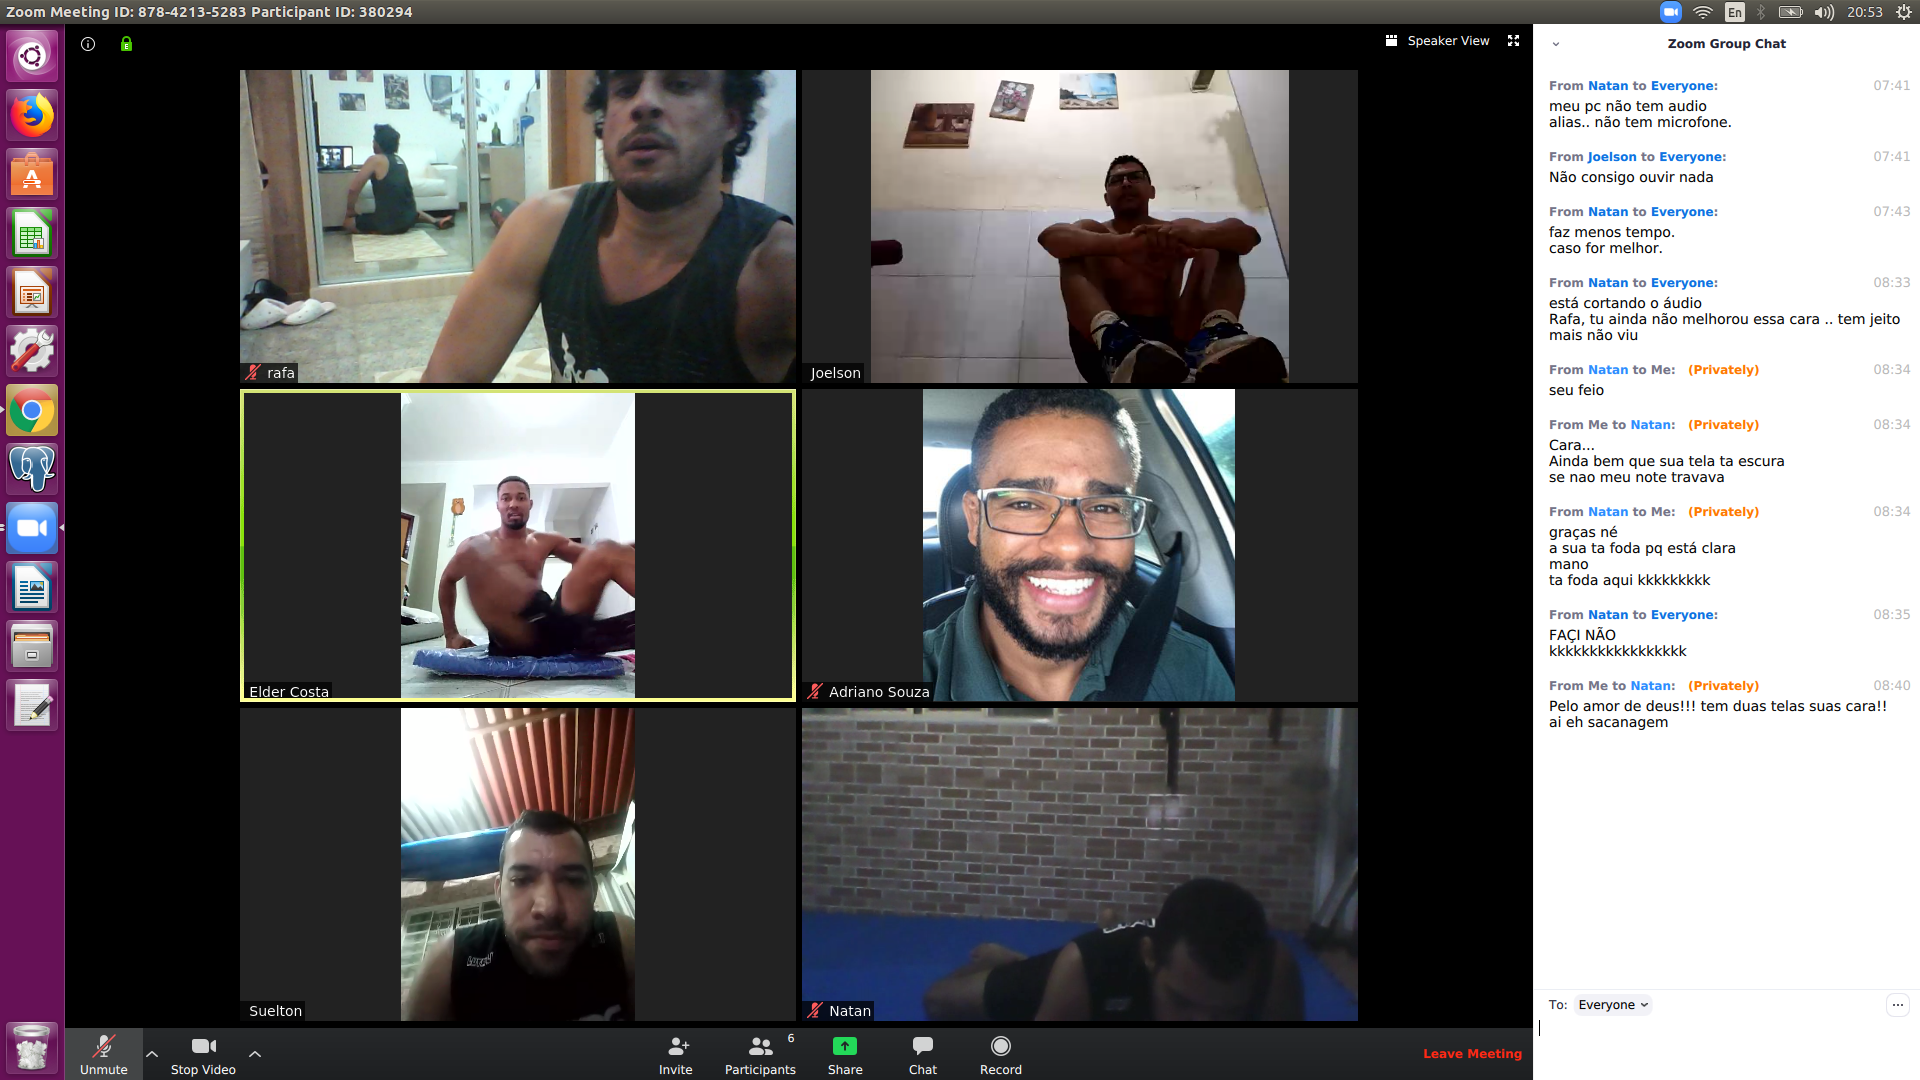 Zoom Meeting ID: 878-4213-5283 Participant ID: 380294
En
20:53
Speaker View
rafa
Joelson
Elder Costa
Adriano Souza
Suelton
Natan
Unmute
Stop Video
Invite
6
Participants
Share
Chat
Record
Leave Meeting
Zoom Group Chat
From Natan to Everyone: 07:41
meu pc não tem audio
alias.. não tem microfone.
From Joelson to Everyone: 07:41
Não consigo ouvir nada
From Natan to Everyone: 07:43
faz menos tempo.
caso for melhor.
From Natan to Everyone: 08:33
está cortando o áudio
Rafa, tu ainda não melhorou essa cara .. tem jeito
mais não viu
From Natan to Me: (Privately) 08:34
seu feio
From Me to Natan: (Privately) 08:34
Cara...
Ainda bem que sua tela ta escura
se nao meu note travava
From Natan to Me: (Privately) 08:34
graças né
a sua ta foda pq está clara
mano
ta foda aqui kkkkkkkkk
From Natan to Everyone: 08:35
FAÇI NÃO
kkkkkkkkkkkkkkkkk
From Me to Natan: (Privately) 08:40
Pelo amor de deus!!! tem duas telas suas cara!!
ai eh sacanagem
To: Everyone